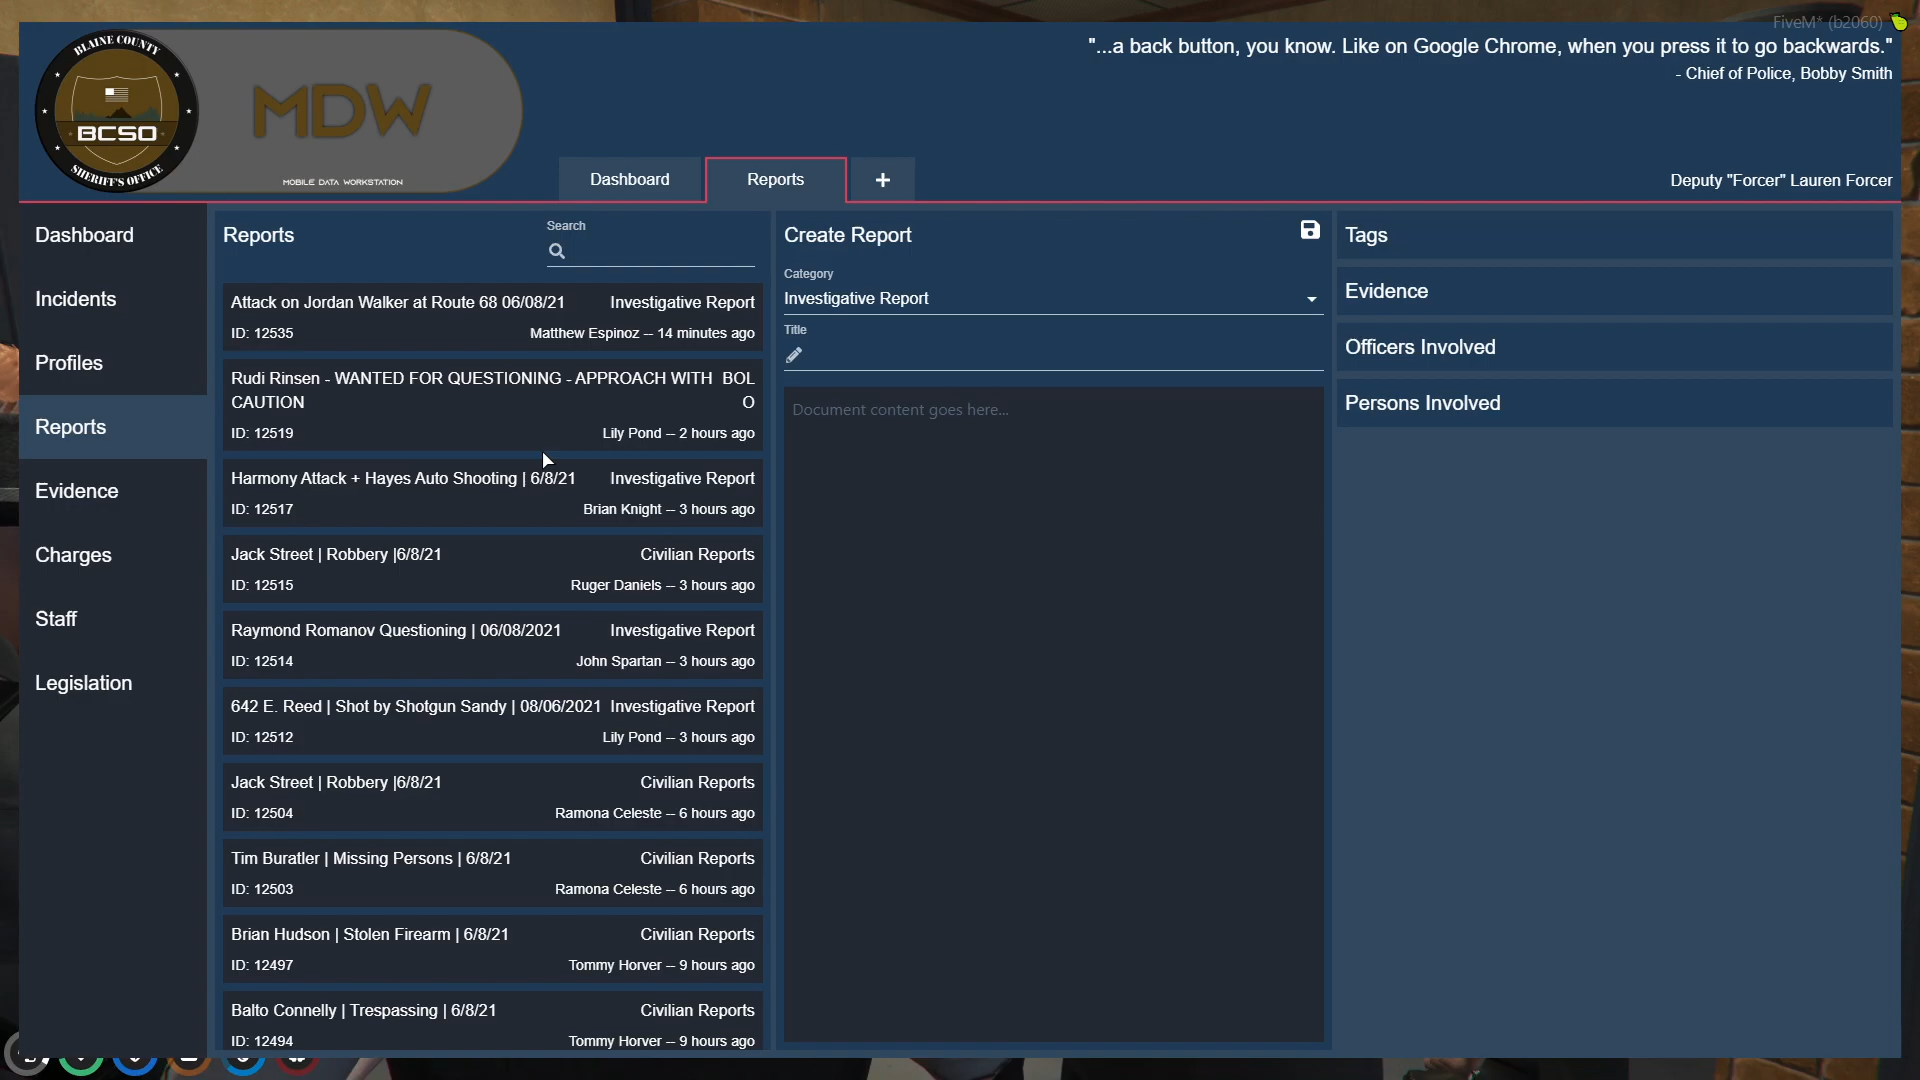 FiveM* (b2060)
"...a back button, you know. Like on Google Chrome, when you press it to go backwards."
- Chief of Police, Bobby Smith
BLAINE COUNTY
BCSO
SHERIFF'S OFFICE
MDW
MOBILE DATA WORKSTATION
Dashboard
Reports
+
Deputy "Forcer" Lauren Forcer
Dashboard
Incidents
Profiles
Reports
Evidence
Charges
Staff
Legislation
Reports
Search
Attack on Jordan Walker at Route 68 06/08/21 Investigative Report
ID: 12535 Matthew Espinoz -- 14 minutes ago
Rudi Rinsen - WANTED FOR QUESTIONING - APPROACH WITH BOL
CAUTION O
ID: 12519 Lily Pond -- 2 hours ago
Harmony Attack + Hayes Auto Shooting | 6/8/21 Investigative Report
ID: 12517 Brian Knight -- 3 hours ago
Jack Street | Robbery |6/8/21 Civilian Reports
ID: 12515 Ruger Daniels -- 3 hours ago
Raymond Romanov Questioning | 06/08/2021 Investigative Report
ID: 12514 John Spartan -- 3 hours ago
642 E. Reed | Shot by Shotgun Sandy | 08/06/2021 Investigative Report
ID: 12512 Lily Pond -- 3 hours ago
Jack Street | Robbery |6/8/21 Civilian Reports
ID: 12504 Ramona Celeste -- 6 hours ago
Tim Buratler | Missing Persons | 6/8/21 Civilian Reports
ID: 12503 Ramona Celeste -- 6 hours ago
Brian Hudson | Stolen Firearm | 6/8/21 Civilian Reports
ID: 12497 Tommy Horver -- 9 hours ago
Balto Connelly | Trespassing | 6/8/21 Civilian Reports
ID: 12494 Tommy Horver -- 9 hours ago
Create Report
Category
Investigative Report
Title
Document content goes here...
Tags
Evidence
Officers Involved
Persons Involved